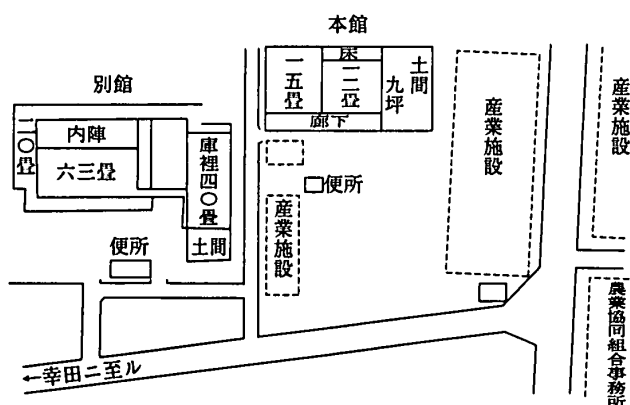 本館
床
一五畳
一二畳
土間
九坪
廊下
産業施設
産業施設
別館
二〇畳
内陣
六三畳
庫裡四〇畳
土間
便所
便所
産業施設
農業協同組合事務所
←幸田ニ至ル